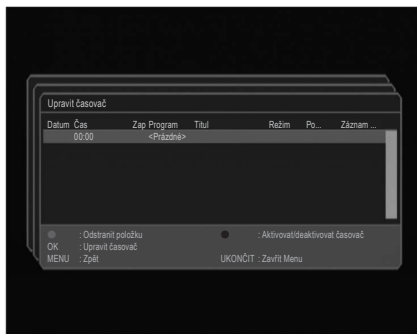 Upravit časovač
Datum Čas Zap Program Titul Režim Po... Záznam ...
00:00 <Prázdné>
: Odstranit položku : Aktivovat/deaktivovat časovač
OK : Upravit časovač
MENU : Zpět UKONČIT : Zavřít Menu